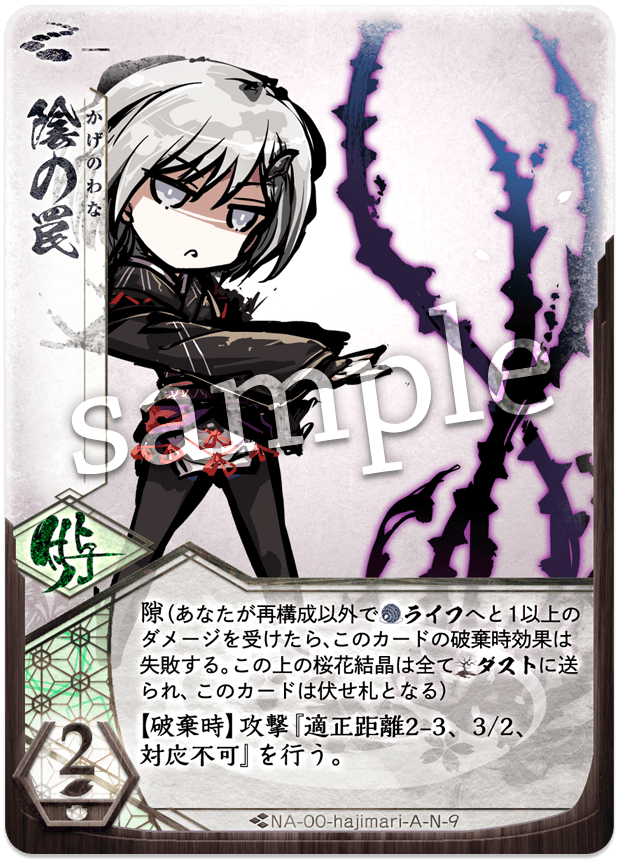 一
陰の罠
かげのわな
sample
付与
隙（あなたが再構成以外でライフへと1以上の
ダメージを受けたら、このカードの破棄時効果は
失敗する。この上の桜花結晶は全てダストに送
られ、このカードは伏せ札となる）
【破棄時】攻撃『適正距離2-3、3/2、
対応不可』を行う。
2
NA-00-hajimari-A-N-9